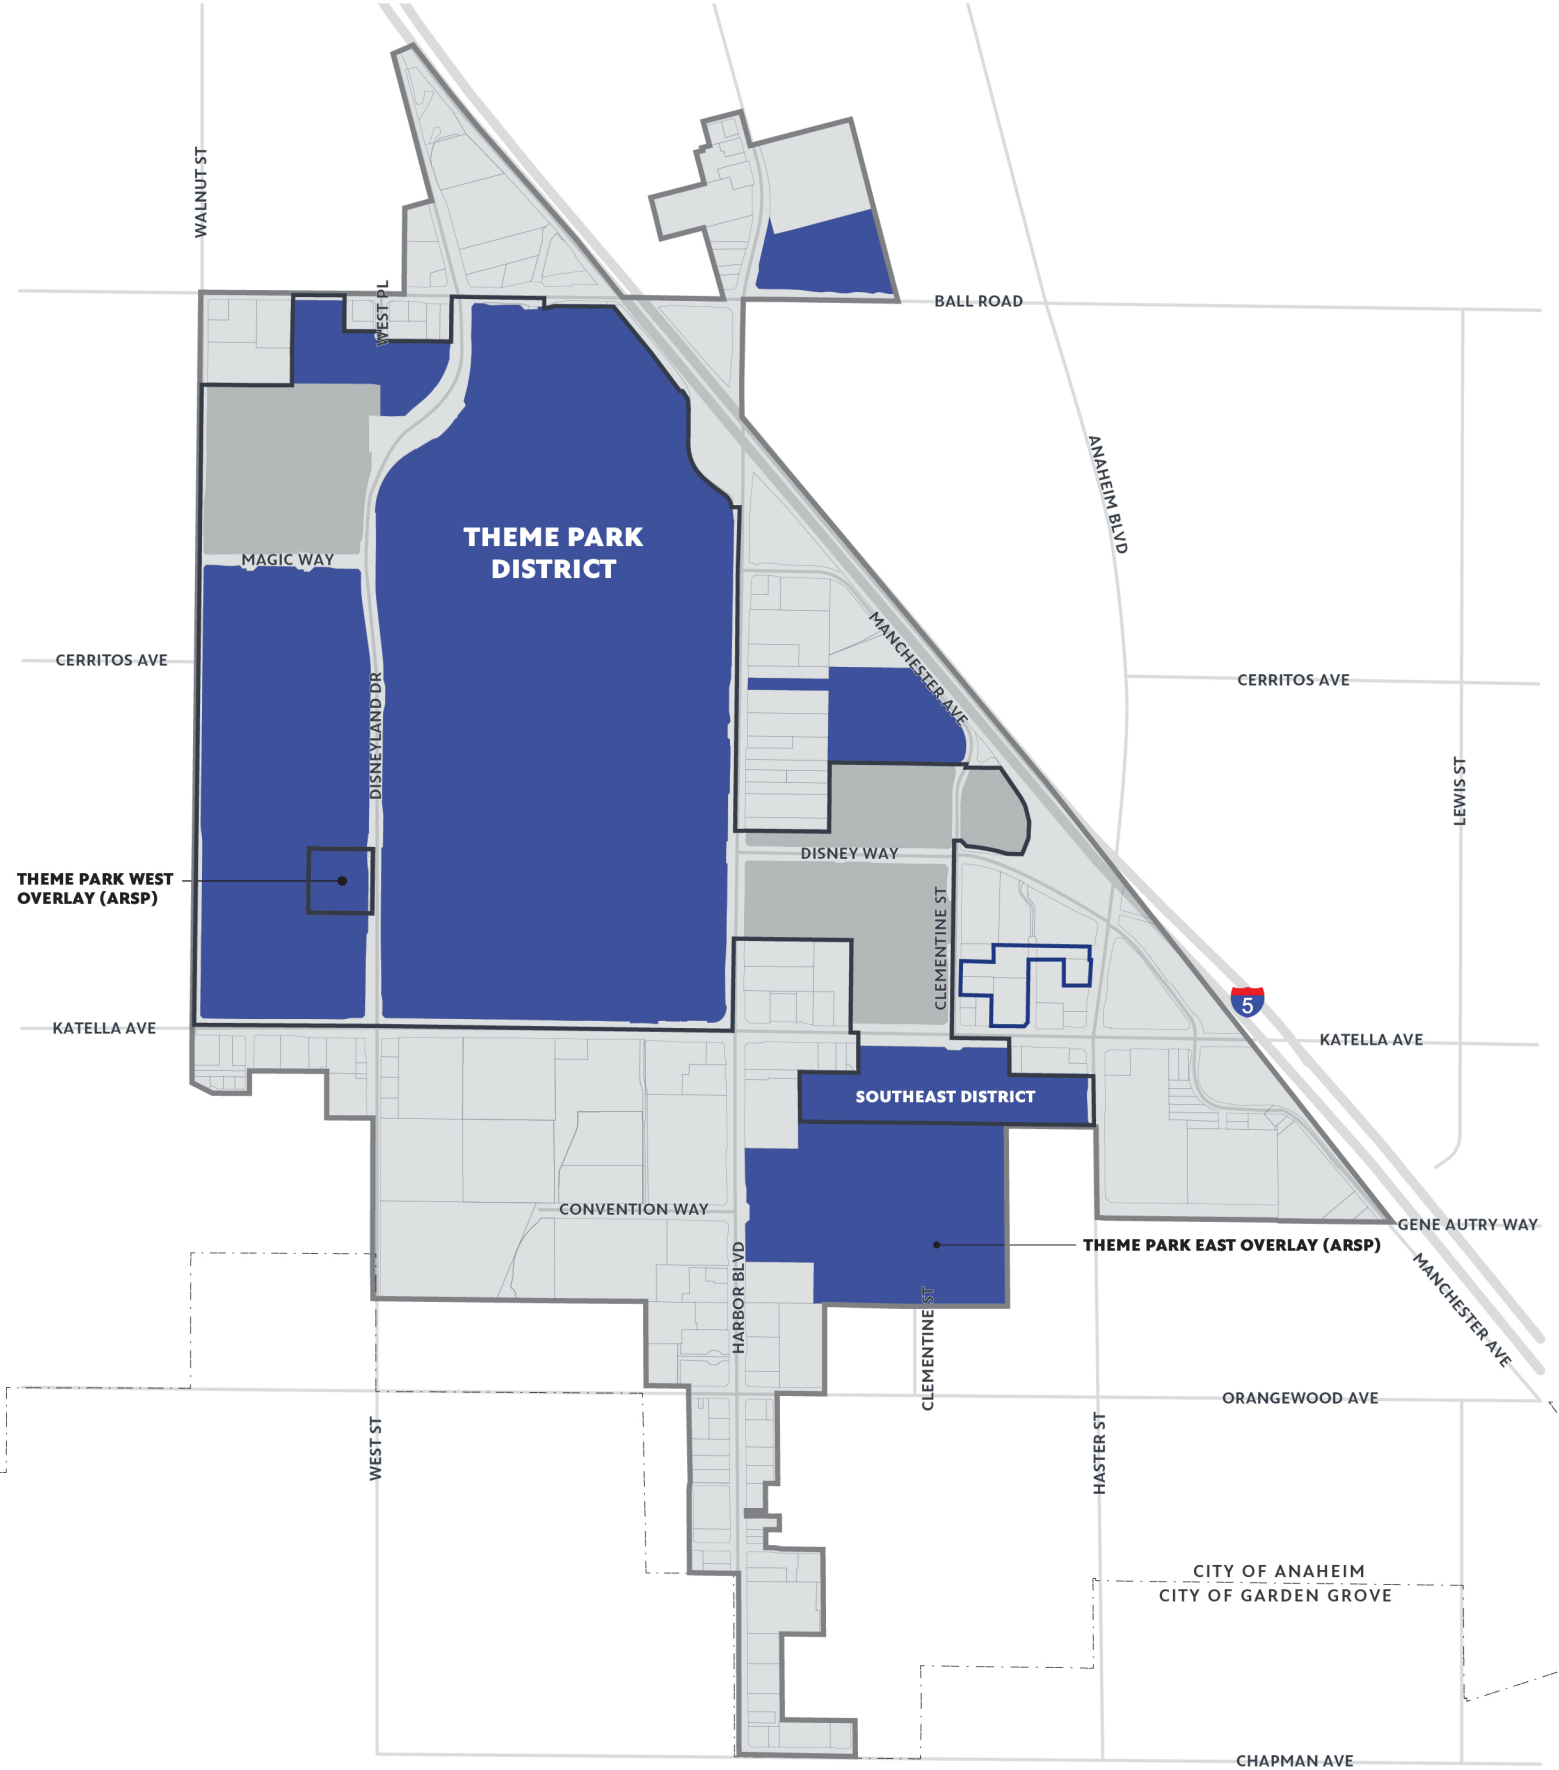 WALNUT ST
WEST PL
BALL ROAD
ANAHEIM BLVD
THEME PARK
DISTRICT
MAGIC WAY
MANCHESTER AVE
CERRITOS AVE
CERRITOS AVE
DISNEYLAND DR
LEWIS ST
DISNEY WAY
THEME PARK WEST
OVERLAY (ARSP)
CLEMENTINE ST
5
KATELLA AVE
KATELLA AVE
SOUTHEAST DISTRICT
CONVENTION WAY
GENE AUTRY WAY
THEME PARK EAST OVERLAY (ARSP)
HARBOR BLVD
MANCHESTER AVE
CLEMENTINE ST
ORANGEWOOD AVE
WEST ST
HASTER ST
CITY OF ANAHEIM
CITY OF GARDEN GROVE
CHAPMAN AVE